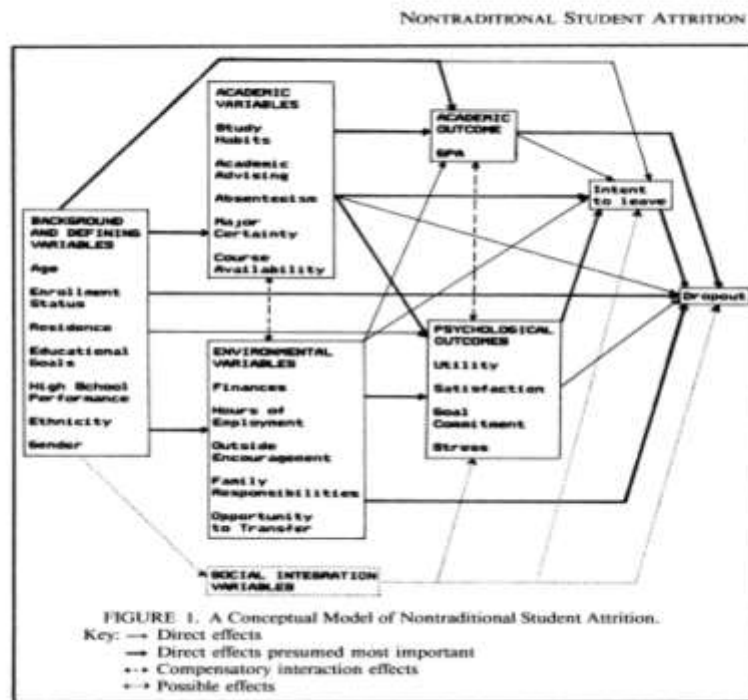 NONTRADITIONAL STUDENT ATTRITION
ACADEMIC
VARIABLES
Study
Habits
Academic
Advising
Absenteeism
Major
Certainty
Course
Availability
ACADEMIC
OUTCOME
GPA
Intent
to leave
BACKGROUND
AND DEFINING
VARIABLES
Age
Enrollment
Status
Residence
Educational
Goals
High School
Performance
Ethnicity
Gender
Dropout
ENVIRONMENTAL
VARIABLES
Finances
Hours of
Employment
Outside
Encouragement
Family
Responsibilities
Opportunity
to Transfer
PSYCHOLOGICAL
OUTCOMES
Utility
Satisfaction
Goal
Commitment
Stress
SOCIAL INTEGRATION
VARIABLES
FIGURE 1. A Conceptual Model of Nontraditional Student Attrition.
Key: → Direct effects
→ Direct effects presumed most important
Compensatory interaction effects
Possible effects